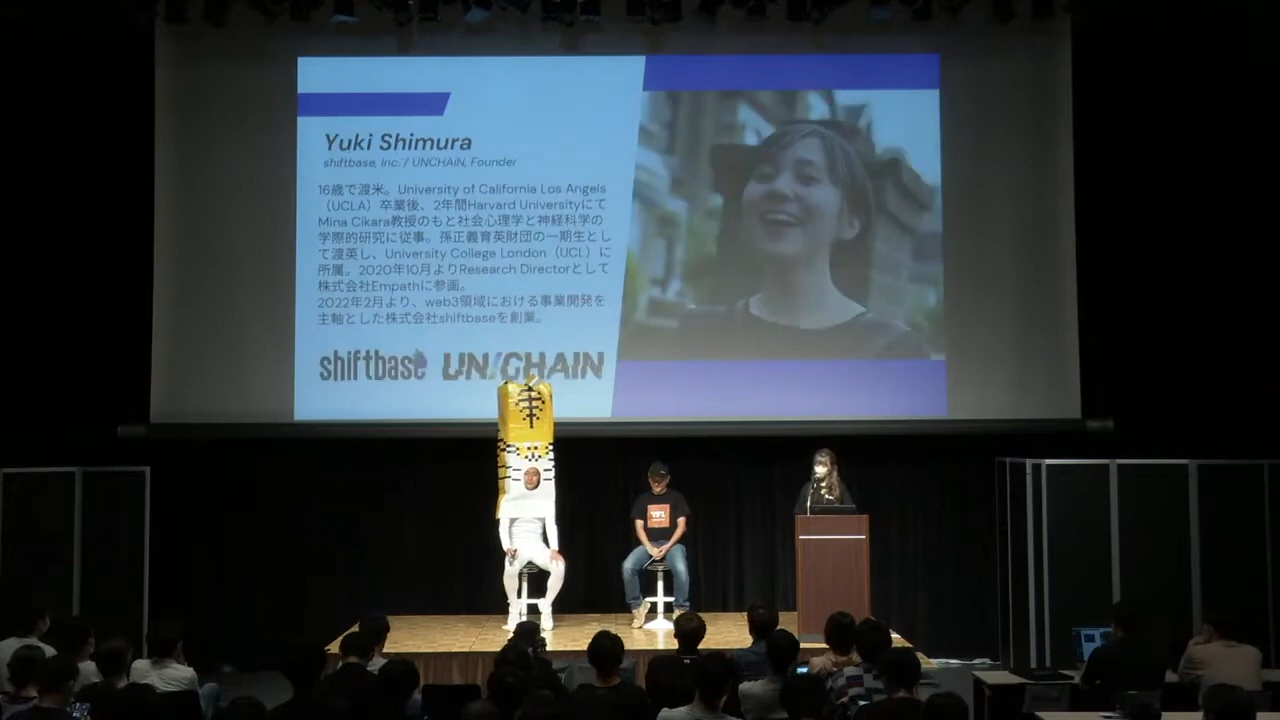 Yuki Shimura
shiftbase, Inc. / UNCHAIN, Founder
16歳で渡米。University of California Los Angels
（UCLA）卒業後、2年間Harvard Universityにて
Mina Cikara教授のもと社会心理学と神経科学の
学際的研究に従事。孫正義育英財団の一期生とし
て渡英し、University College London（UCL）に
所属。2020年10月よりResearch Directorとして
株式会社Empathに参画。
2022年2月より、web3領域における事業開発を
主軸とした株式会社shiftbaseを創業。
shiftbase UN/CHAIN